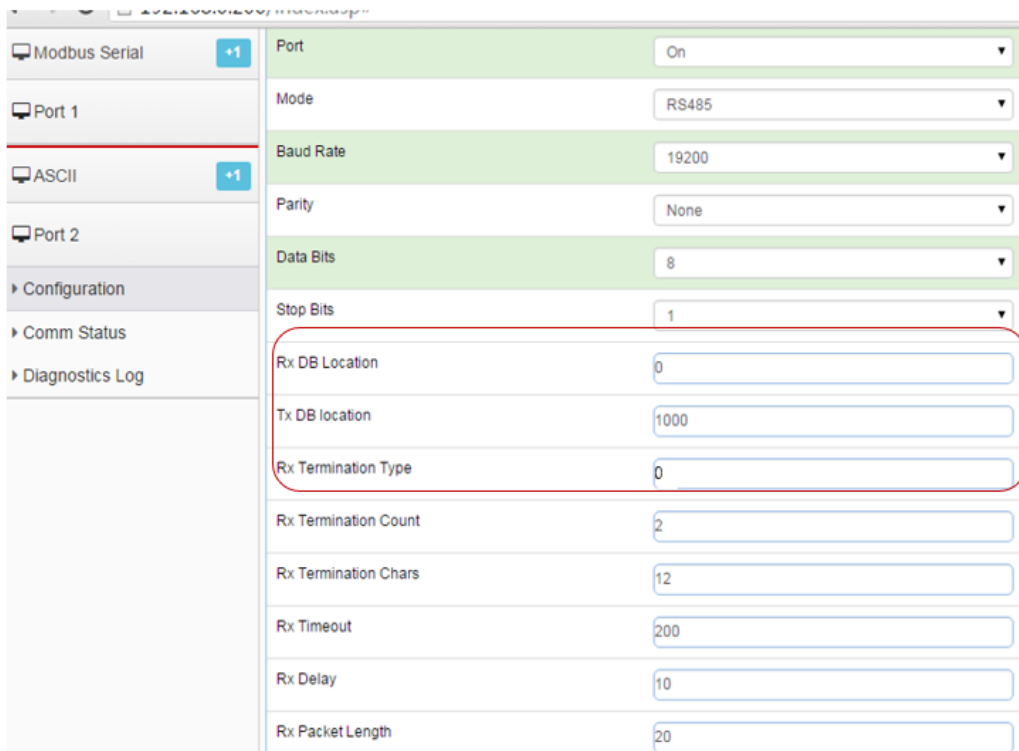 Modbus Serial +1
Port 1
ASCII +1
Port 2
Configuration
Comm Status
Diagnostics Log
Port On
Mode RS485
Baud Rate 19200
Parity None
Data Bits 8
Stop Bits 1
Rx DB Location 0
Tx DB location 1000
Rx Termination Type 0
Rx Termination Count 2
Rx Termination Chars 12
Rx Timeout 200
Rx Delay 10
Rx Packet Length 20